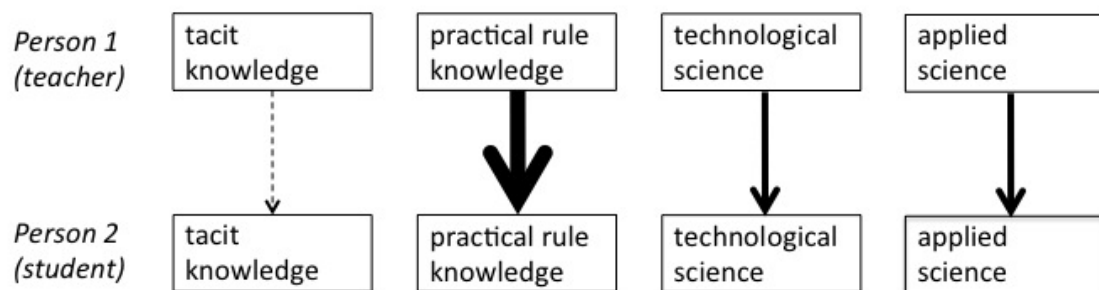 Person 1
(teacher)
tacit
knowledge
practical rule
knowledge
technological
science
applied
science
Person 2
(student)
tacit
knowledge
practical rule
knowledge
technological
science
applied
science